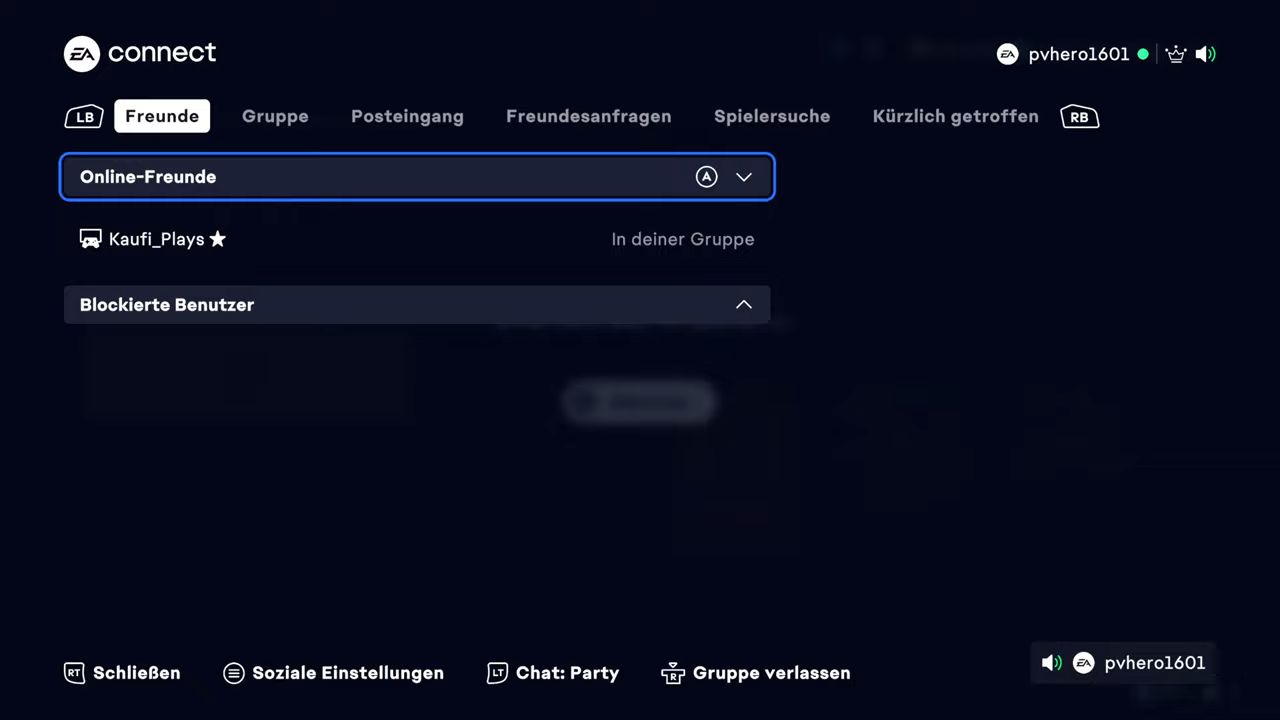 EA connect
EA pvhero1601
LB Freunde Gruppe Posteingang Freundesanfragen Spielersuche Kürzlich getroffen RB
Online-Freunde A
Kaufi_Plays In deiner Gruppe
Blockierte Benutzer
RT Schließen Soziale Einstellungen LT Chat: Party R Gruppe verlassen
EA pvhero1601